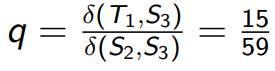 q = δ(T₁,S₃)/δ(S₂,S₃) = 15/59